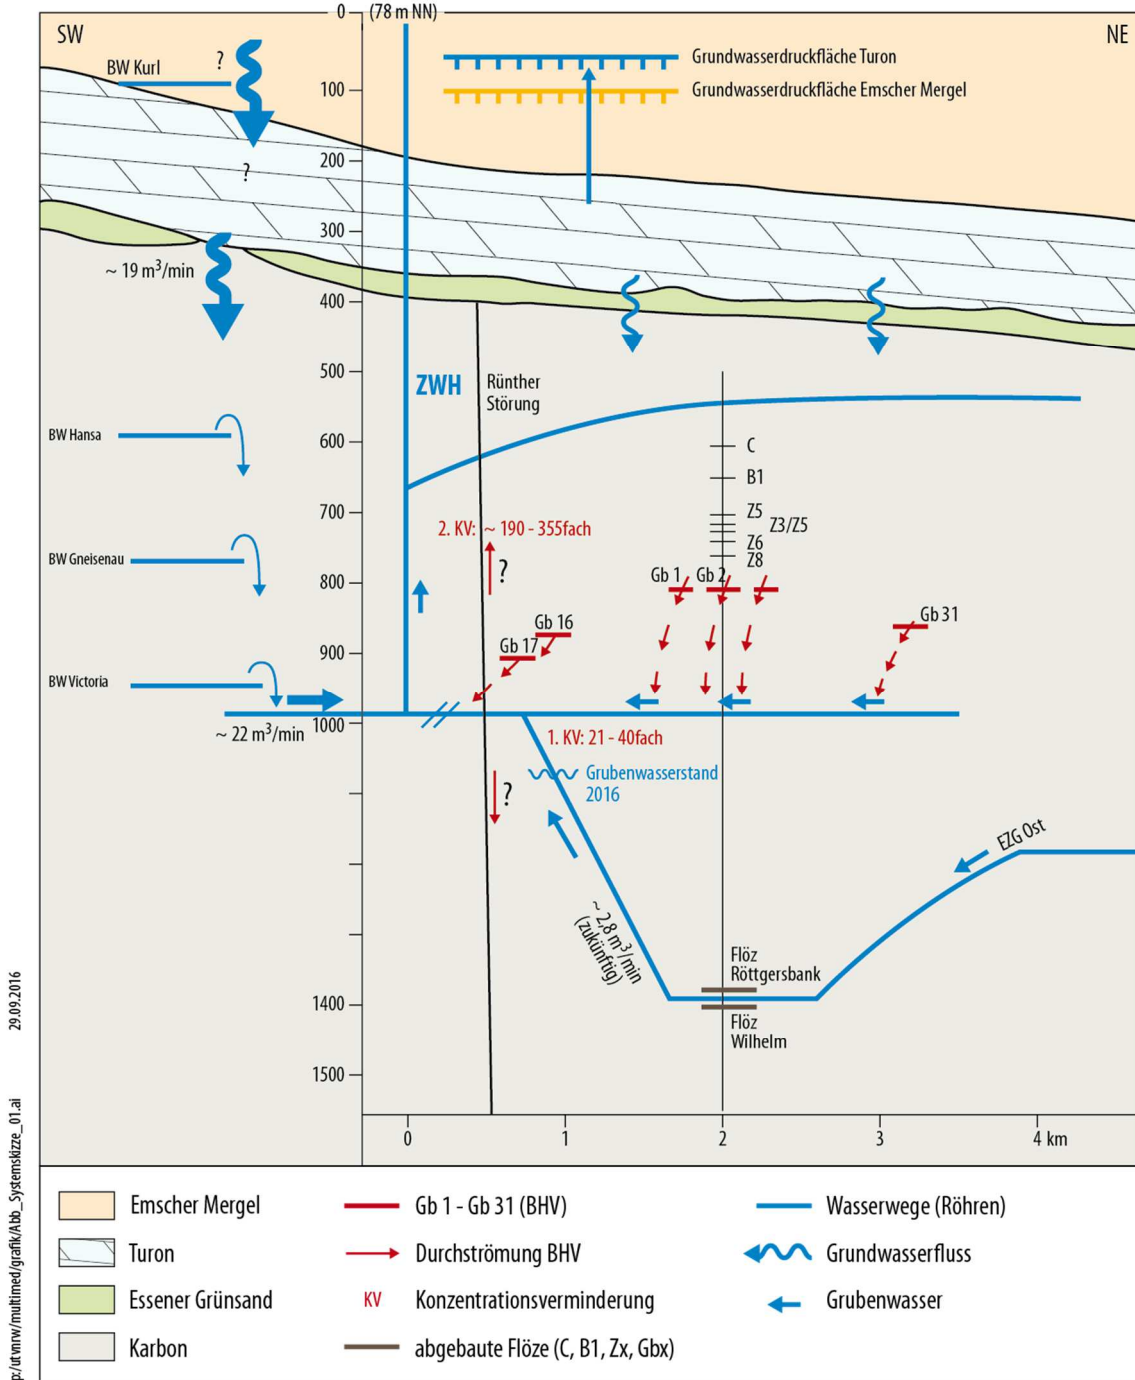 SW
NE
(78 m NN)
0
100
200
300
400
500
600
700
800
900
1000
1400
1500
BW Kurl
?
?
Grundwasserdruckfläche Turon
Grundwasserdruckfläche Emscher Mergel
~ 19 m³/min
ZWH
Rünther
Störung
BW Hansa
BW Gneisenau
BW Victoria
~ 22 m³/min
C
B1
Z5
Z3/Z5
Z6
Z8
2. KV: ~ 190 - 355fach
?
Gb 1
Gb 2
Gb 16
Gb 17
Gb 31
1. KV: 21 - 40fach
Grubenwasserstand
2016
?
EZG Ost
~ 2,8 m³/min
(zukünftig)
Flöz
Röttgersbank
Flöz
Wilhelm
0
1
2
3
4 km
Emscher Mergel
Turon
Essener Grünsand
Karbon
Gb 1 - Gb 31 (BHV)
Durchströmung BHV
KV
Konzentrationsverminderung
abgebaute Flöze (C, B1, Zx, Gbx)
Wasserwege (Röhren)
Grundwasserfluss
Grubenwasser
p:/utvnrw/multimed/grafik/Abb_Systemskizze_01.ai 29.09.2016